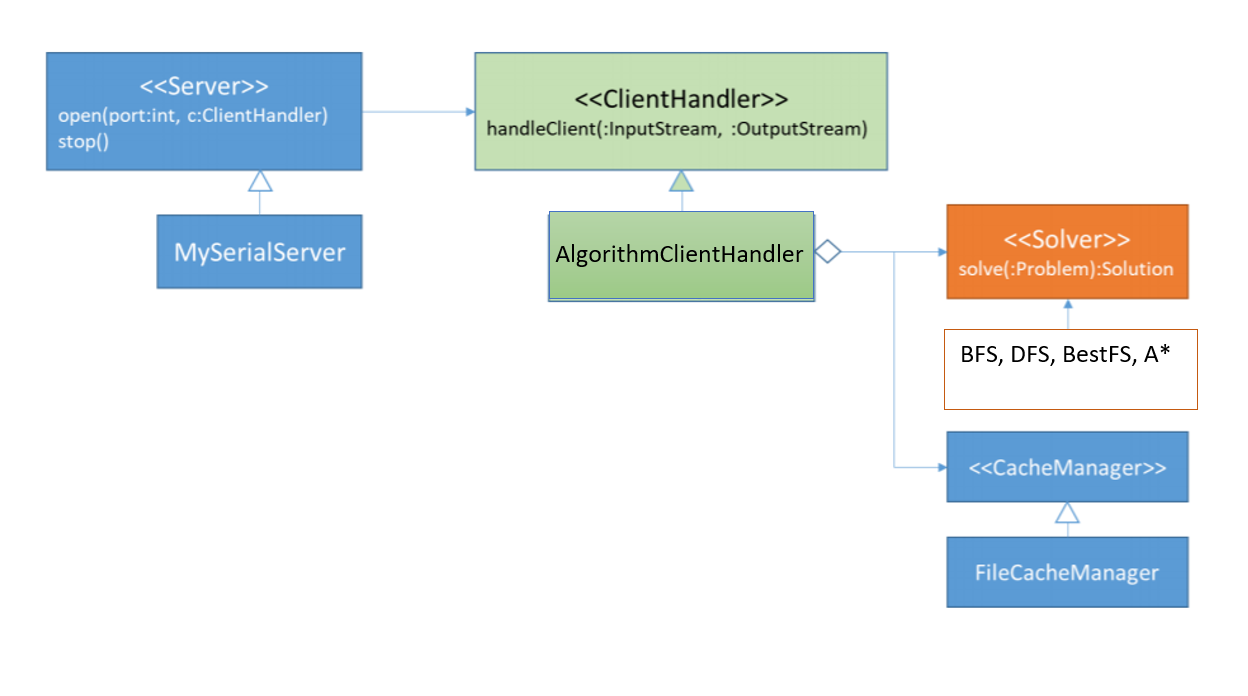 <<Server>>
open(port:int, c:ClientHandler)
stop()
<<ClientHandler>>
handleClient(:InputStream, :OutputStream)
MySerialServer
AlgorithmClientHandler
<<Solver>>
solve(:Problem):Solution
BFS, DFS, BestFS, A*
<<CacheManager>>
FileCacheManager